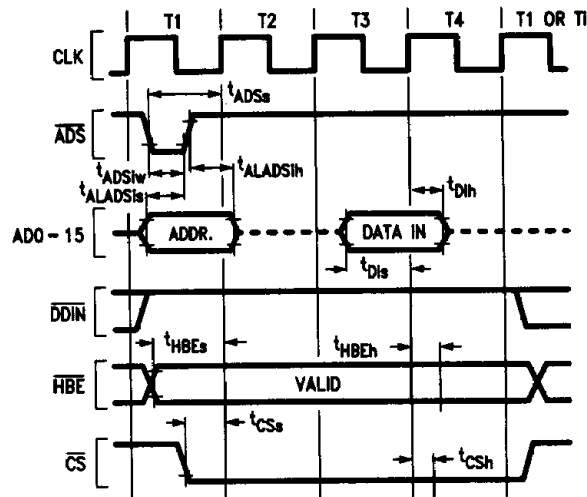 T1 T2 T3 T4 T1 OR Ti
CLK
tADSs
ADS
tADSiw
tALADSih
tALADSis
tDIh
AD0-15 ADDR. DATA IN
tDIs
DDIN
tHBEs tHBEh
HBE VALID
tCSs
CS tCSh